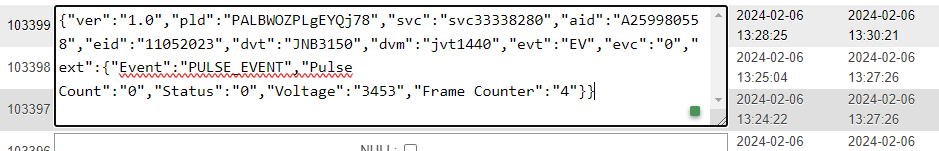 103399
{"ver":"1.0","pld":"PALBWOZPLgEYQj78","svc":"svc33338280","aid":"A25998055
8","eid":"11052023","dvt":"JNB3150","dvm":"jvt1440","evt":"EV","evc":"0","
ext":{"Event":"PULSE_EVENT","Pulse
Count":"0","Status":"0","Voltage":"3453","Frame Counter":"4"}}
2024-02-06 2024-02-06
13:28:25 13:30:21
103398
2024-02-06 2024-02-06
13:25:04 13:27:26
103397
2024-02-06 2024-02-06
13:24:22 13:27:26
103396
NULL:
2024-02-06 2024-02-06